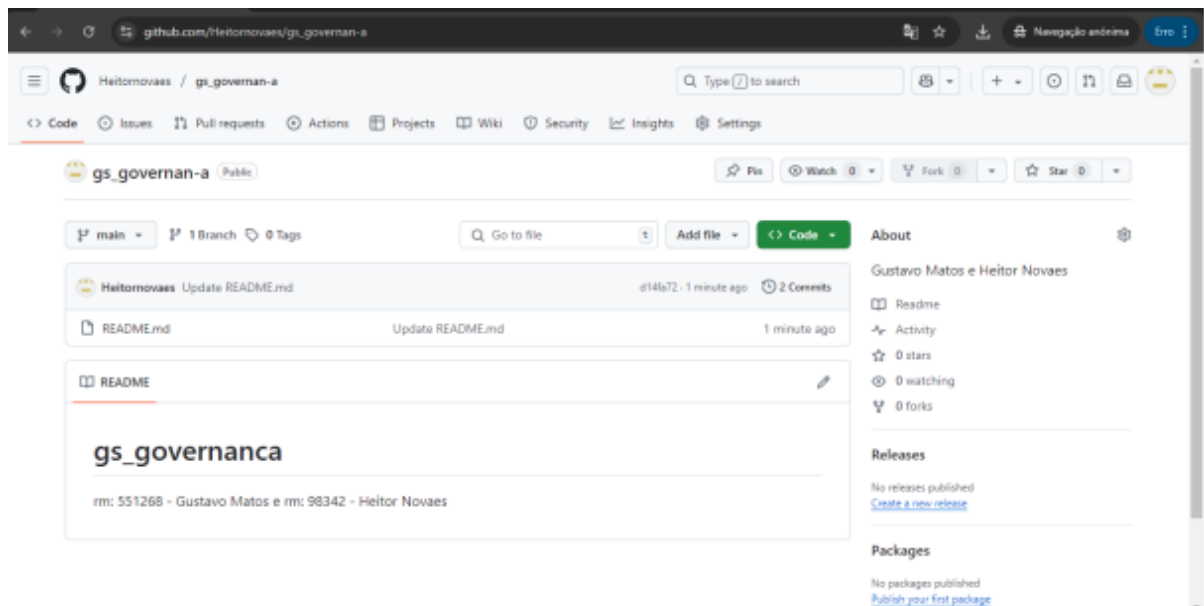 github.com/Heitornovaes/gs_governan-a
Navegação anônima
Erro
Heitornovaes / gs_governan-a
Type / to search
Code Issues Pull requests Actions Projects Wiki Security Insights Settings
gs_governan-a Public
Pin Watch 0 Fork 0 Star 0
main 1 Branch 0 Tags Go to file t Add file Code
Heitornovaes Update README.md 1 minute ago 2 Commits
README.md Update README.md 1 minute ago
README
gs_governanca
rm: 551268 - Gustavo Matos e rm: 98342 - Heitor Novaes
About
Gustavo Matos e Heitor Novaes
Readme
Activity
0 stars
0 watching
0 forks
Releases
No releases published
Create a new release
Packages
No packages published
Publish your first package